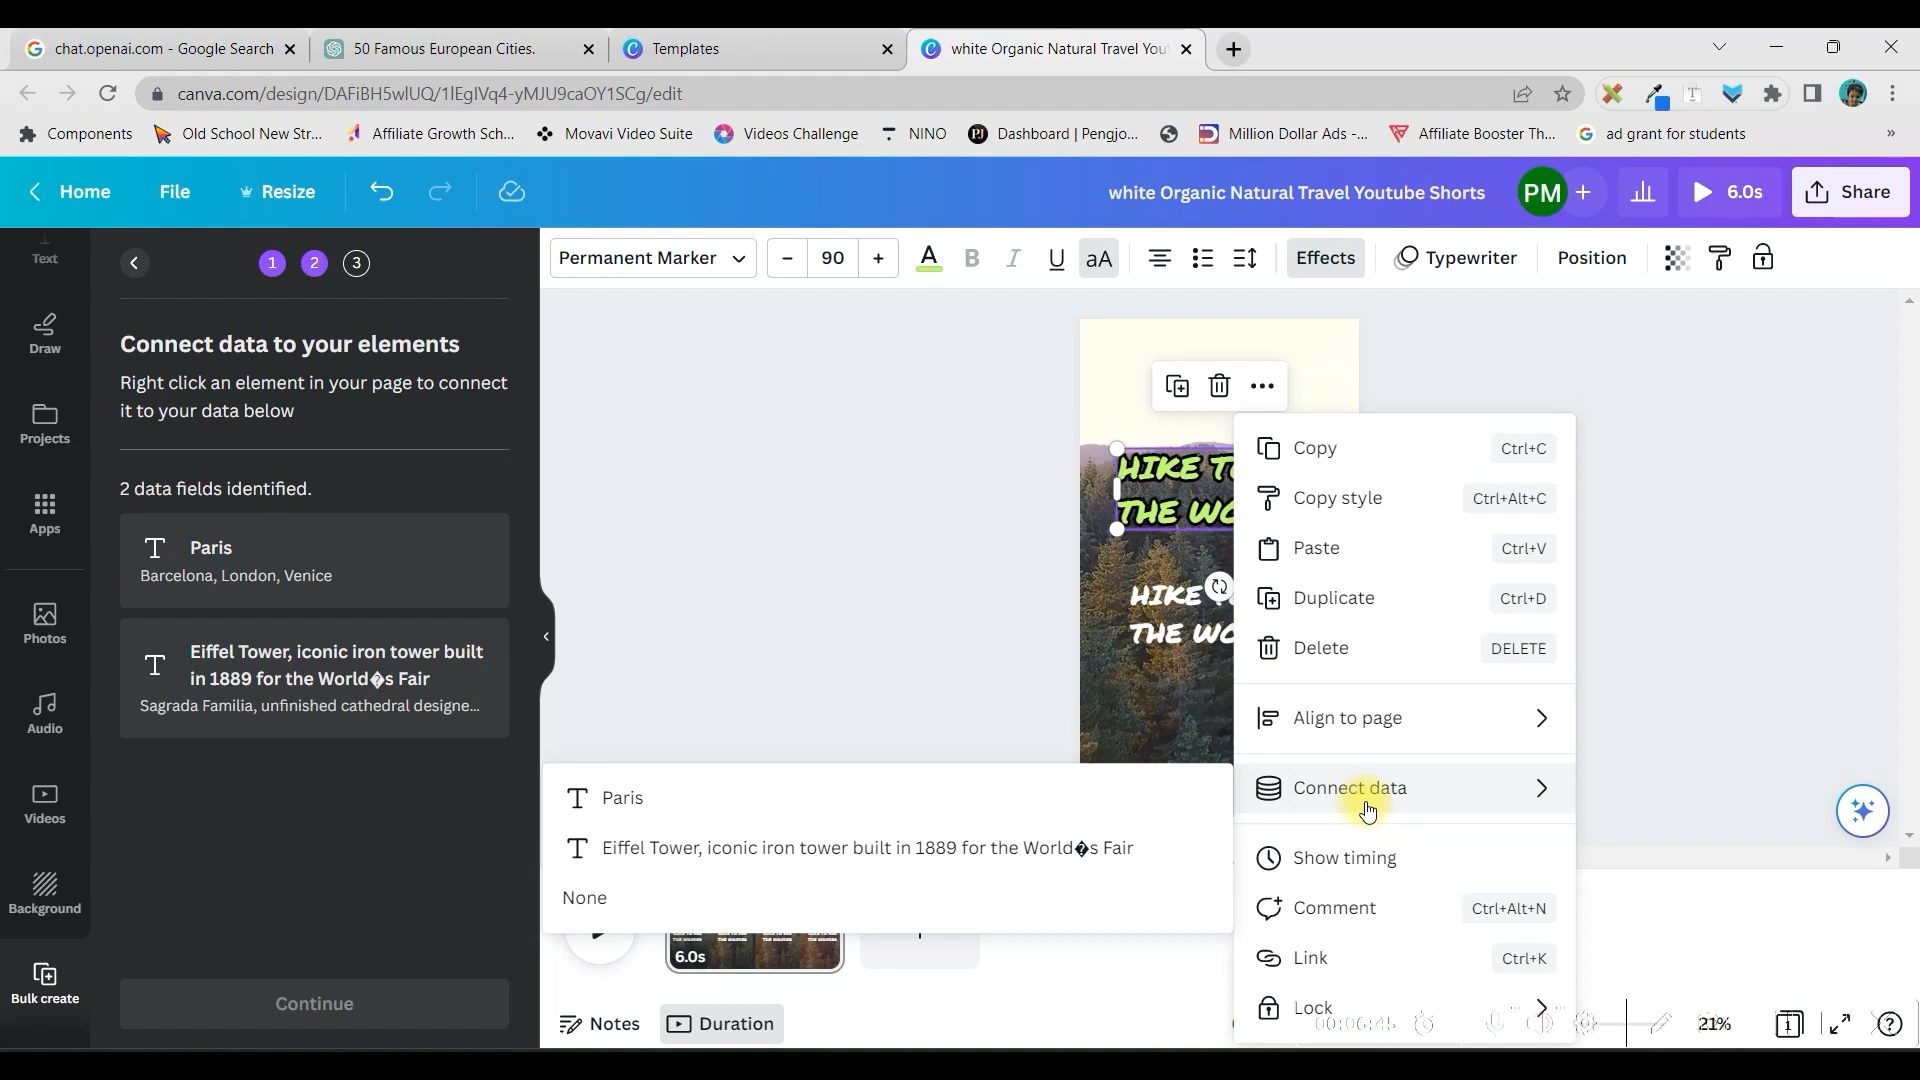 chat.openai.com - Google Search
50 Famous European Cities.
Templates
white Organic Natural Travel You
canva.com/design/DAFiBH5wlUQ/1lEglVq4-yMJU9caOY1SCg/edit
Components
Old School New Str...
Affiliate Growth Sch...
Movavi Video Suite
Videos Challenge
NINO
Dashboard | Pengjo...
Million Dollar Ads -...
Affiliate Booster Th...
ad grant for students
Home
File
Resize
white Organic Natural Travel Youtube Shorts
PM
6.0s
Share
Text
Draw
Projects
Apps
Photos
Audio
Videos
Background
Bulk create
1 2 3
Connect data to your elements
Right click an element in your page to connect
it to your data below
2 data fields identified.
Paris
Barcelona, London, Venice
Eiffel Tower, iconic iron tower built
in 1889 for the World�s Fair
Sagrada Familia, unfinished cathedral designe...
Continue
Permanent Marker
90
aA
Effects
Typewriter
Position
HIKE
THE WO
HIKE
THE WO
Copy Ctrl+C
Copy style Ctrl+Alt+C
Paste Ctrl+V
Duplicate Ctrl+D
Delete DELETE
Align to page
Connect data
Show timing
Comment Ctrl+Alt+N
Link Ctrl+K
Lock
Paris
Eiffel Tower, iconic iron tower built in 1889 for the World�s Fair
None
6.0s
Notes
Duration
00:06:45
21%
1